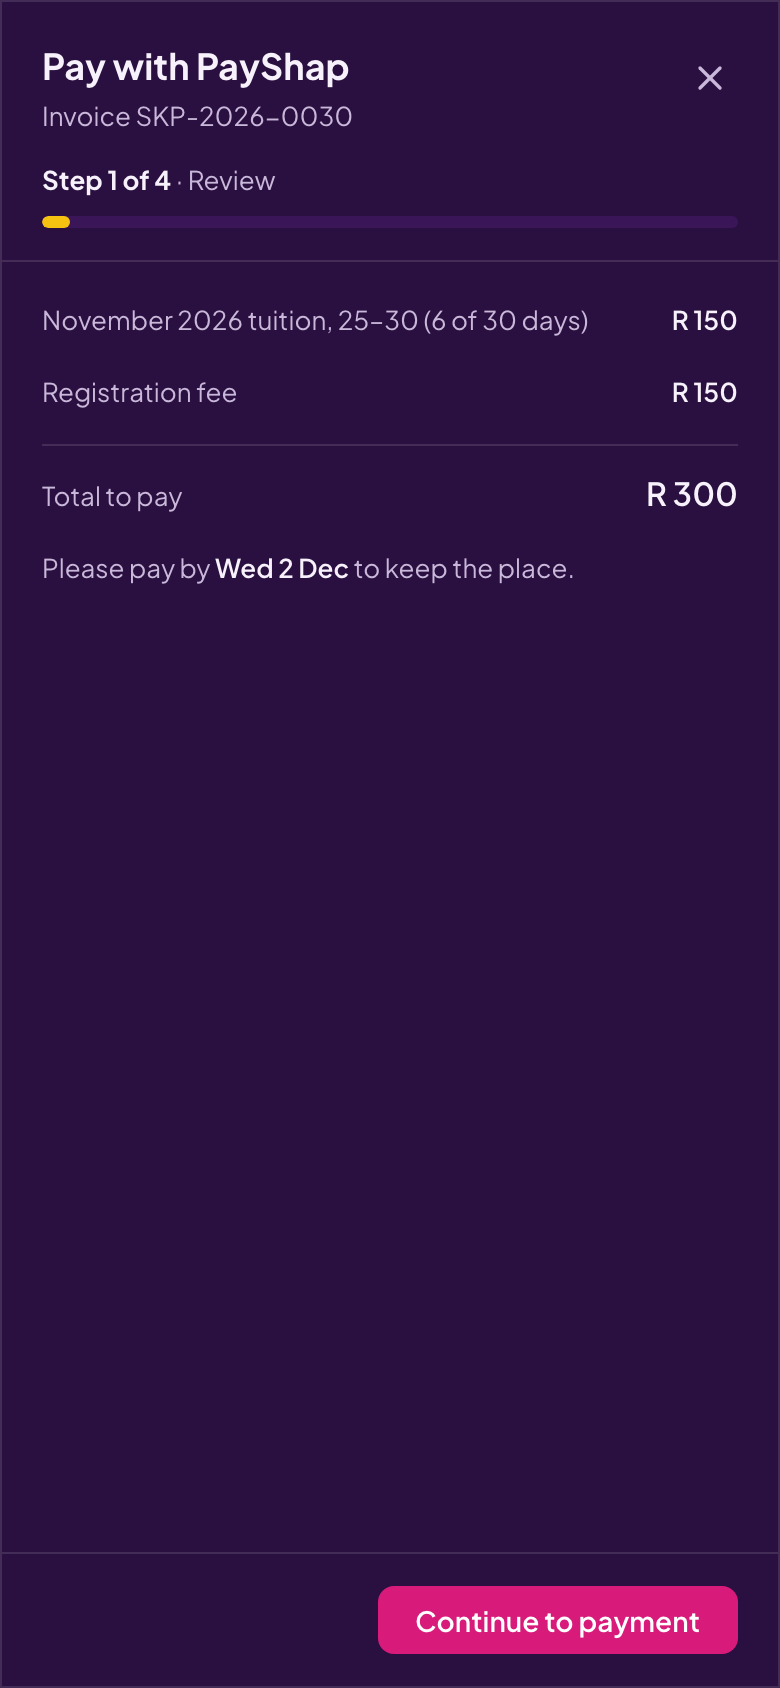 Pay with PayShap
Invoice SKP-2026-0030
Step 1 of 4 · Review
November 2026 tuition, 25–30 (6 of 30 days) R 150
Registration fee R 150
Total to pay R 300
Please pay by Wed 2 Dec to keep the place.
Continue to payment